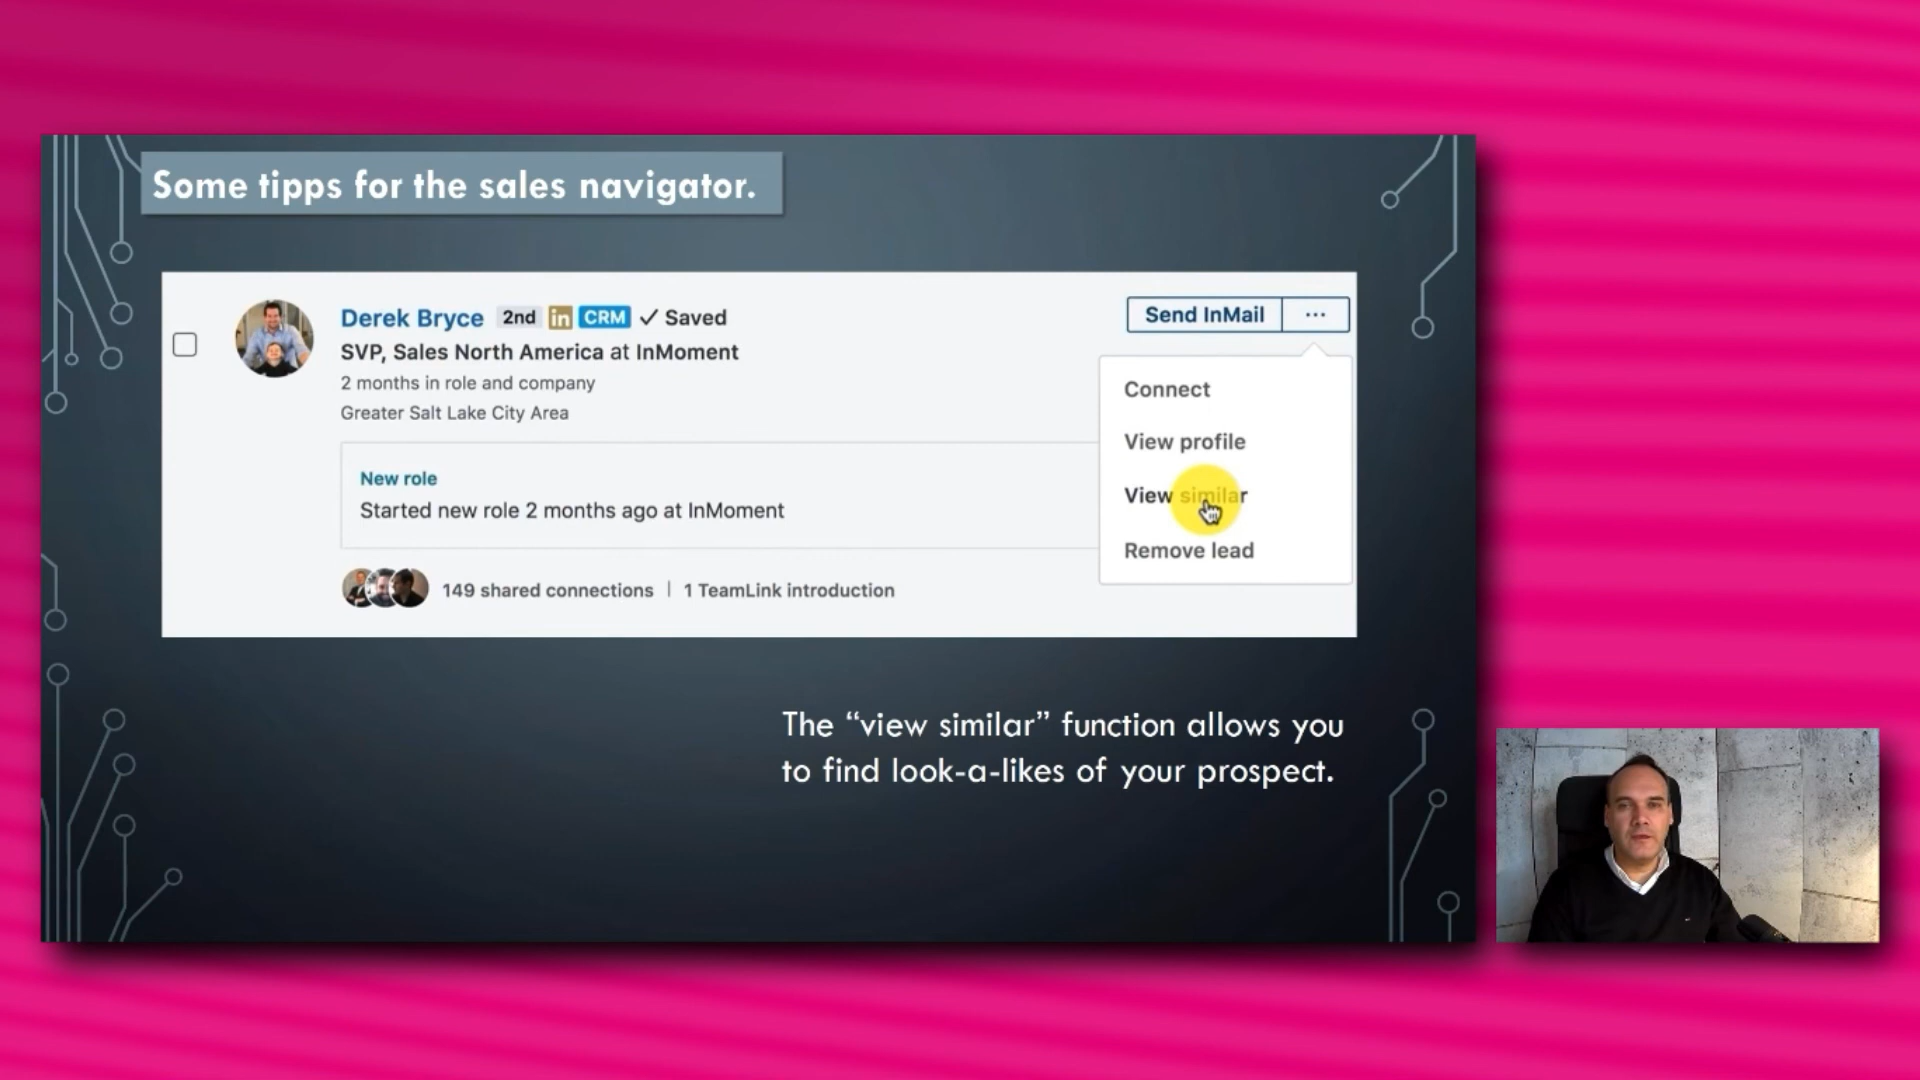 Some tipps for the sales navigator.
Derek Bryce 2nd in CRM ✓ Saved
Send InMail ...
SVP, Sales North America at InMoment
2 months in role and company
Greater Salt Lake City Area
Connect
View profile
View similar
Remove lead
New role
Started new role 2 months ago at InMoment
149 shared connections | 1 TeamLink introduction
The “view similar” function allows you
to find look-a-likes of your prospect.